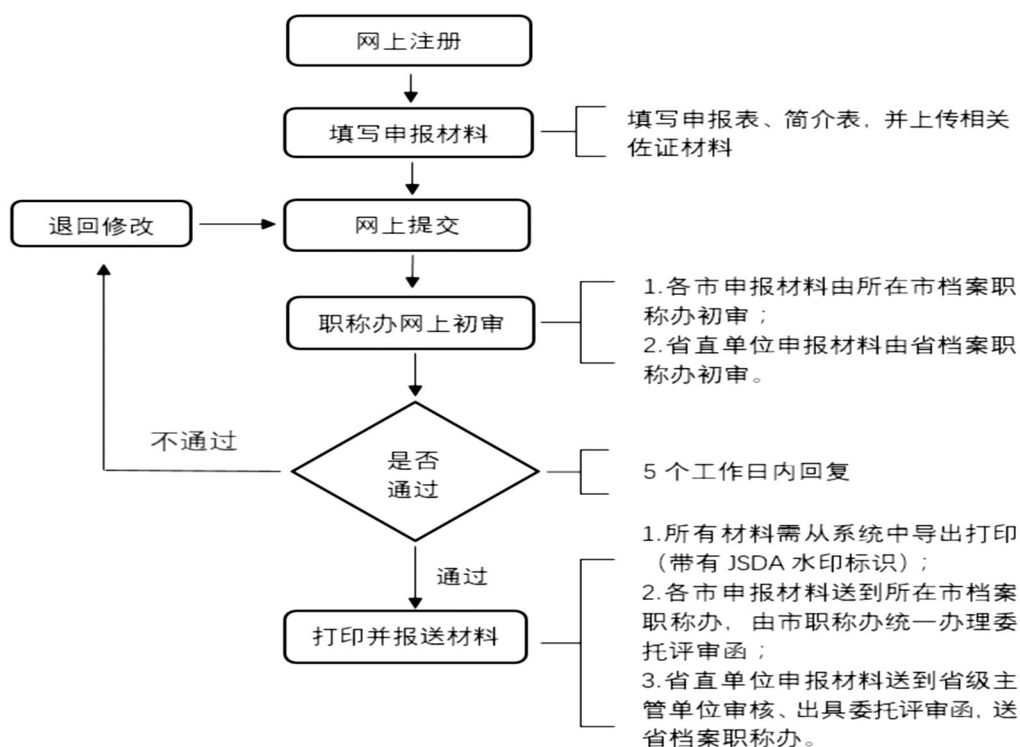 网上注册
填写申报材料
填写申报表、简介表, 并上传相关
佐证材料
退回修改
网上提交
职称办网上初审
1.各市申报材料由所在市档案职
称办初审；
2.省直单位申报材料由省档案职
称办初审。
不通过
是否
通过
5 个工作日内回复
通过
打印并报送材料
1.所有材料需从系统中导出打印
（带有 JSDA 水印标识）；
2.各市申报材料送到所在市档案
职称办, 由市职称办统一办理委
托评审函；
3.省直单位申报材料送到省级主
管单位审核、出具委托评审函, 送
省档案职称办。